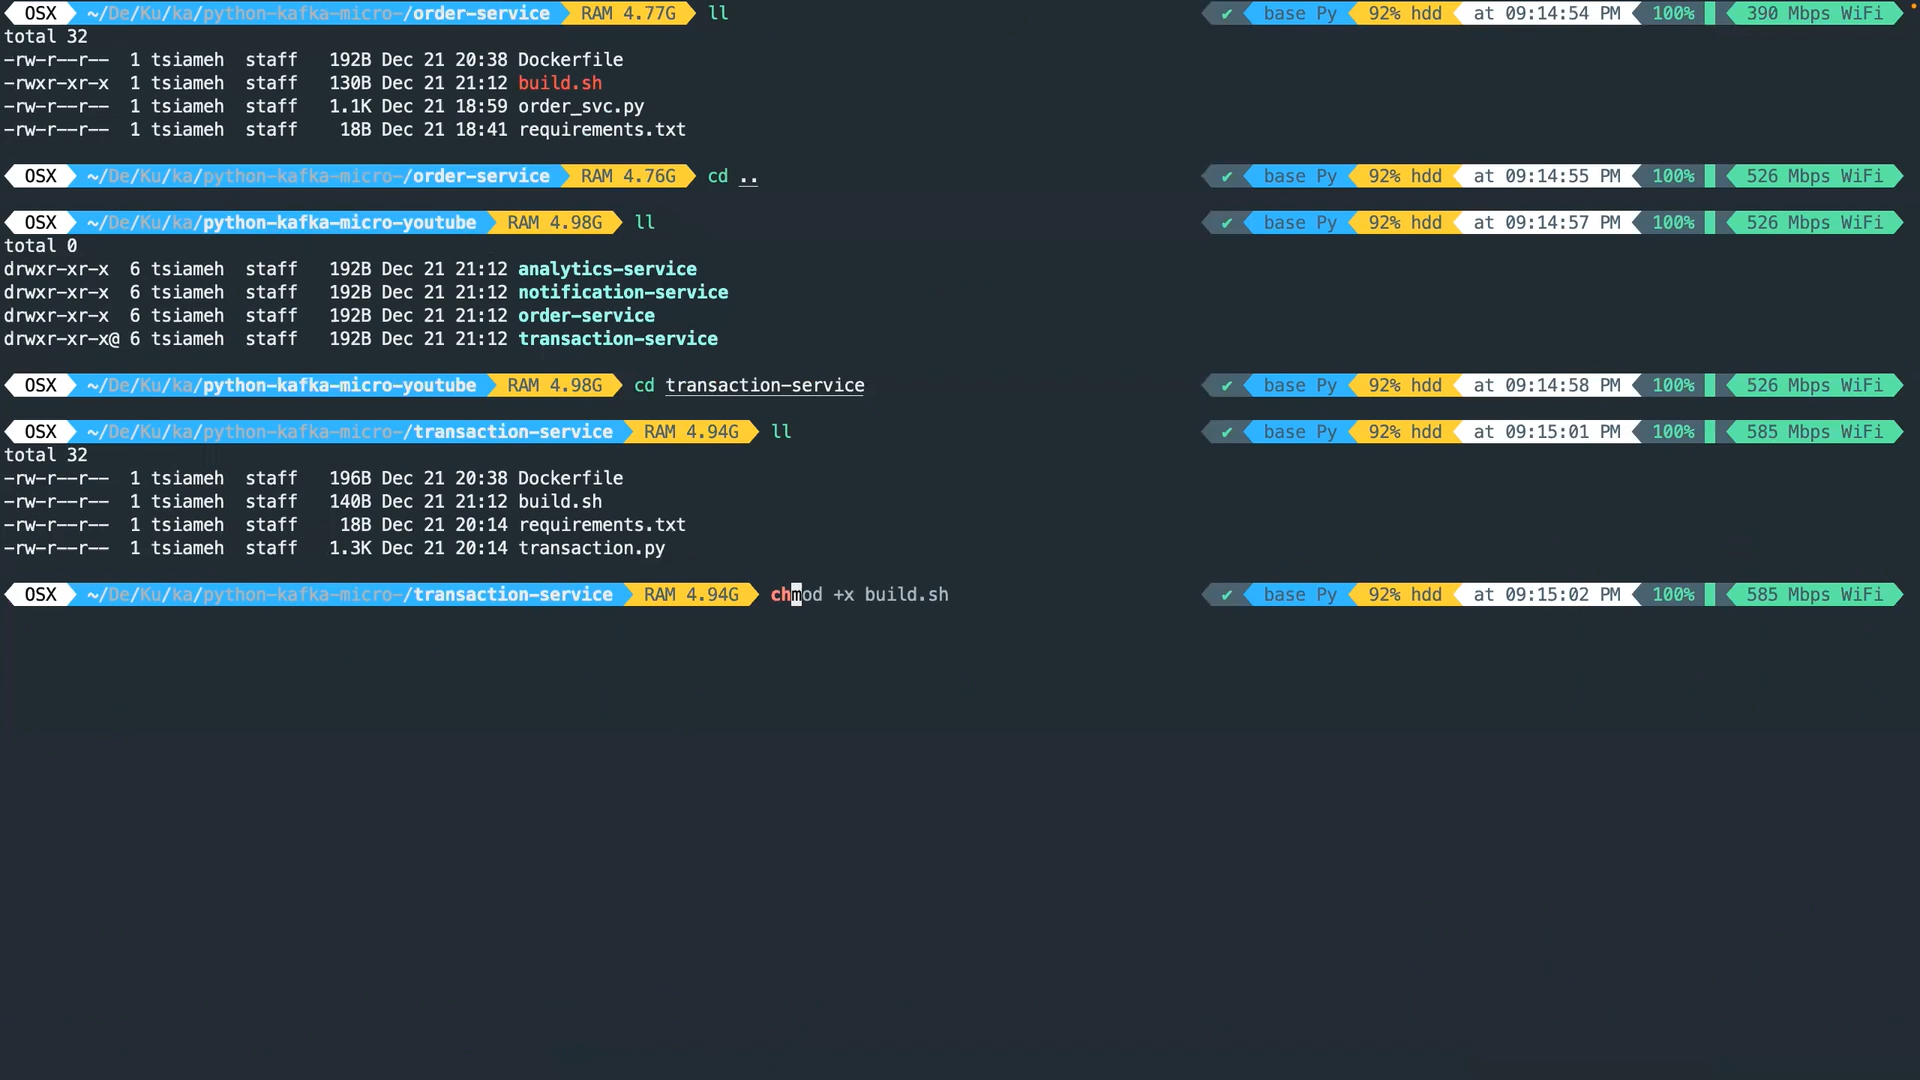 OSX ~/De/Ku/ka/python-kafka-micro-/order-service RAM 4.77G ll ✔ base Py 92% hdd at 09:14:54 PM 100% 390 Mbps WiFi
total 32
-rw-r--r-- 1 tsiameh staff 192B Dec 21 20:38 Dockerfile
-rwxr-xr-x 1 tsiameh staff 130B Dec 21 21:12 build.sh
-rw-r--r-- 1 tsiameh staff 1.1K Dec 21 18:59 order_svc.py
-rw-r--r-- 1 tsiameh staff 18B Dec 21 18:41 requirements.txt
OSX ~/De/Ku/ka/python-kafka-micro-/order-service RAM 4.76G cd .. ✔ base Py 92% hdd at 09:14:55 PM 100% 526 Mbps WiFi
OSX ~/De/Ku/ka/python-kafka-micro-youtube RAM 4.98G ll ✔ base Py 92% hdd at 09:14:57 PM 100% 526 Mbps WiFi
total 0
drwxr-xr-x 6 tsiameh staff 192B Dec 21 21:12 analytics-service
drwxr-xr-x 6 tsiameh staff 192B Dec 21 21:12 notification-service
drwxr-xr-x 6 tsiameh staff 192B Dec 21 21:12 order-service
drwxr-xr-x@ 6 tsiameh staff 192B Dec 21 21:12 transaction-service
OSX ~/De/Ku/ka/python-kafka-micro-youtube RAM 4.98G cd transaction-service ✔ base Py 92% hdd at 09:14:58 PM 100% 526 Mbps WiFi
OSX ~/De/Ku/ka/python-kafka-micro-/transaction-service RAM 4.94G ll ✔ base Py 92% hdd at 09:15:01 PM 100% 585 Mbps WiFi
total 32
-rw-r--r-- 1 tsiameh staff 196B Dec 21 20:38 Dockerfile
-rw-r--r-- 1 tsiameh staff 140B Dec 21 21:12 build.sh
-rw-r--r-- 1 tsiameh staff 18B Dec 21 20:14 requirements.txt
-rw-r--r-- 1 tsiameh staff 1.3K Dec 21 20:14 transaction.py
OSX ~/De/Ku/ka/python-kafka-micro-/transaction-service RAM 4.94G chmod +x build.sh ✔ base Py 92% hdd at 09:15:02 PM 100% 585 Mbps WiFi